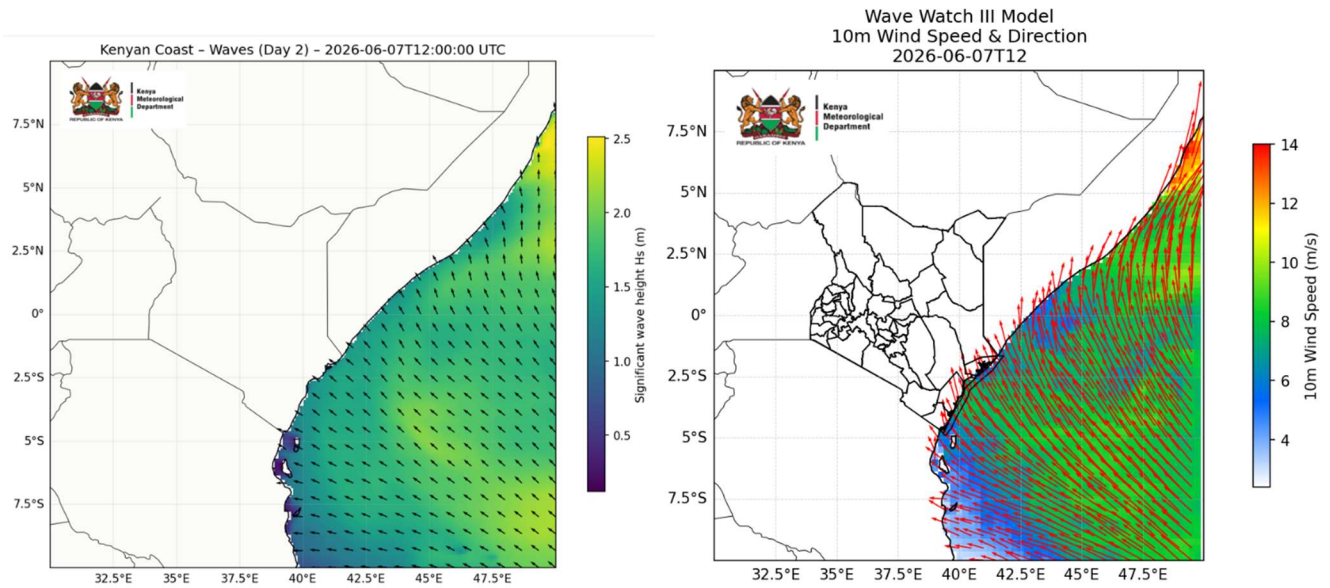 Kenyan Coast – Waves (Day 2) – 2026-06-07T12:00:00 UTC
Kenya
Meteorological
Department
REPUBLIC OF KENYA
7.5°N
5°N
2.5°N
0°
2.5°S
5°S
7.5°S
32.5°E 35°E 37.5°E 40°E 42.5°E 45°E 47.5°E
2.5
2.0
1.5
1.0
0.5
Significant wave height Hs (m)
Wave Watch III Model
10m Wind Speed & Direction
2026-06-07T12
Kenya
Meteorological
Department
REPUBLIC OF KENYA
7.5°N
5°N
2.5°N
0°
2.5°S
5°S
7.5°S
32.5°E 35°E 37.5°E 40°E 42.5°E 45°E 47.5°E
14
12
10
8
6
4
10m Wind Speed (m/s)